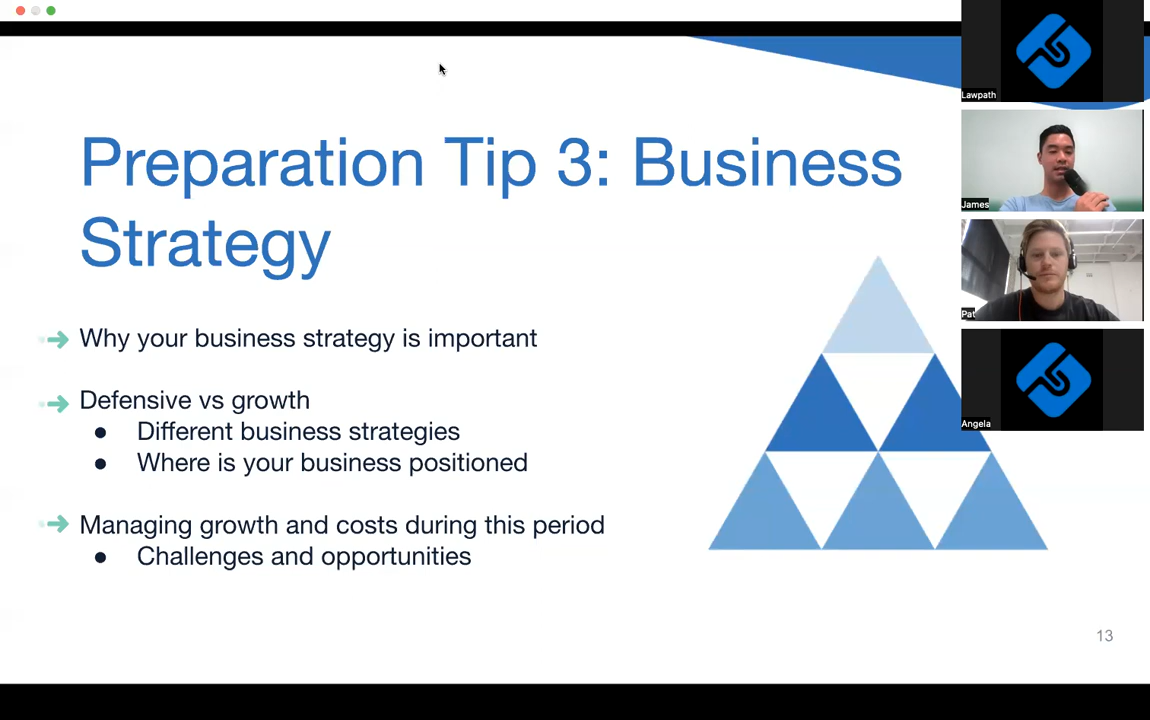 Preparation Tip 3: Business
Strategy
Why your business strategy is important
Defensive vs growth
● Different business strategies
● Where is your business positioned
Managing growth and costs during this period
● Challenges and opportunities
13
Lawpath
James
Pat
Angela